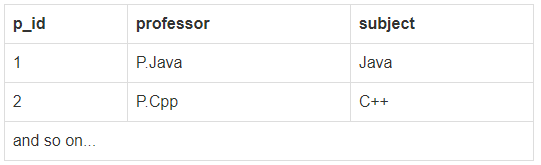 p_id professor subject
1 P.Java Java
2 P.Cpp C++
and so on...